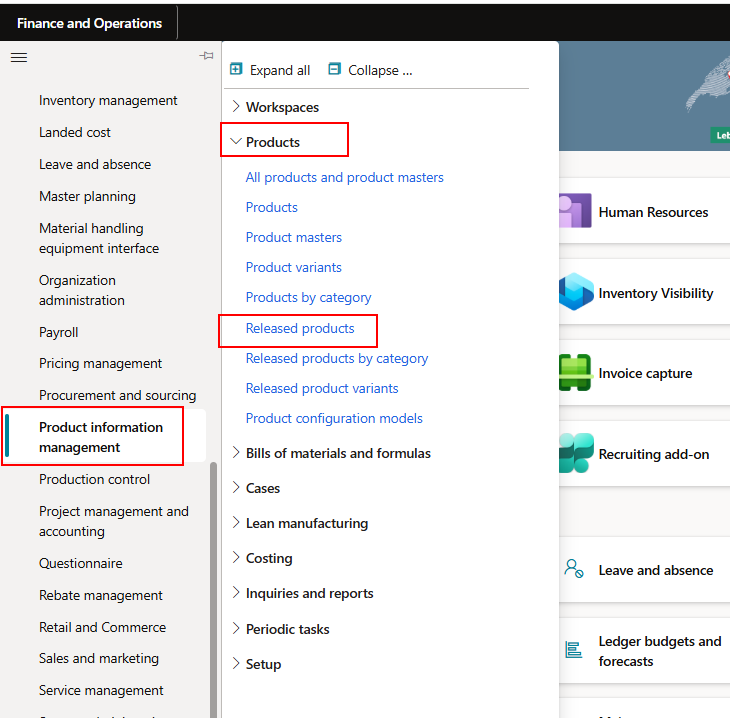 Finance and Operations
Inventory management
Landed cost
Leave and absence
Master planning
Material handling
equipment interface
Organization
administration
Payroll
Pricing management
Procurement and sourcing
Product information
management
Production control
Project management and
accounting
Questionnaire
Rebate management
Retail and Commerce
Sales and marketing
Service management
Expand all
Collapse ...
Workspaces
Products
All products and product masters
Products
Product masters
Product variants
Products by category
Released products
Released products by category
Released product variants
Product configuration models
Bills of materials and formulas
Cases
Lean manufacturing
Costing
Inquiries and reports
Periodic tasks
Setup
Leb
Human Resources
Inventory Visibility
Invoice capture
Recruiting add-on
Leave and absence
Ledger budgets and
forecasts